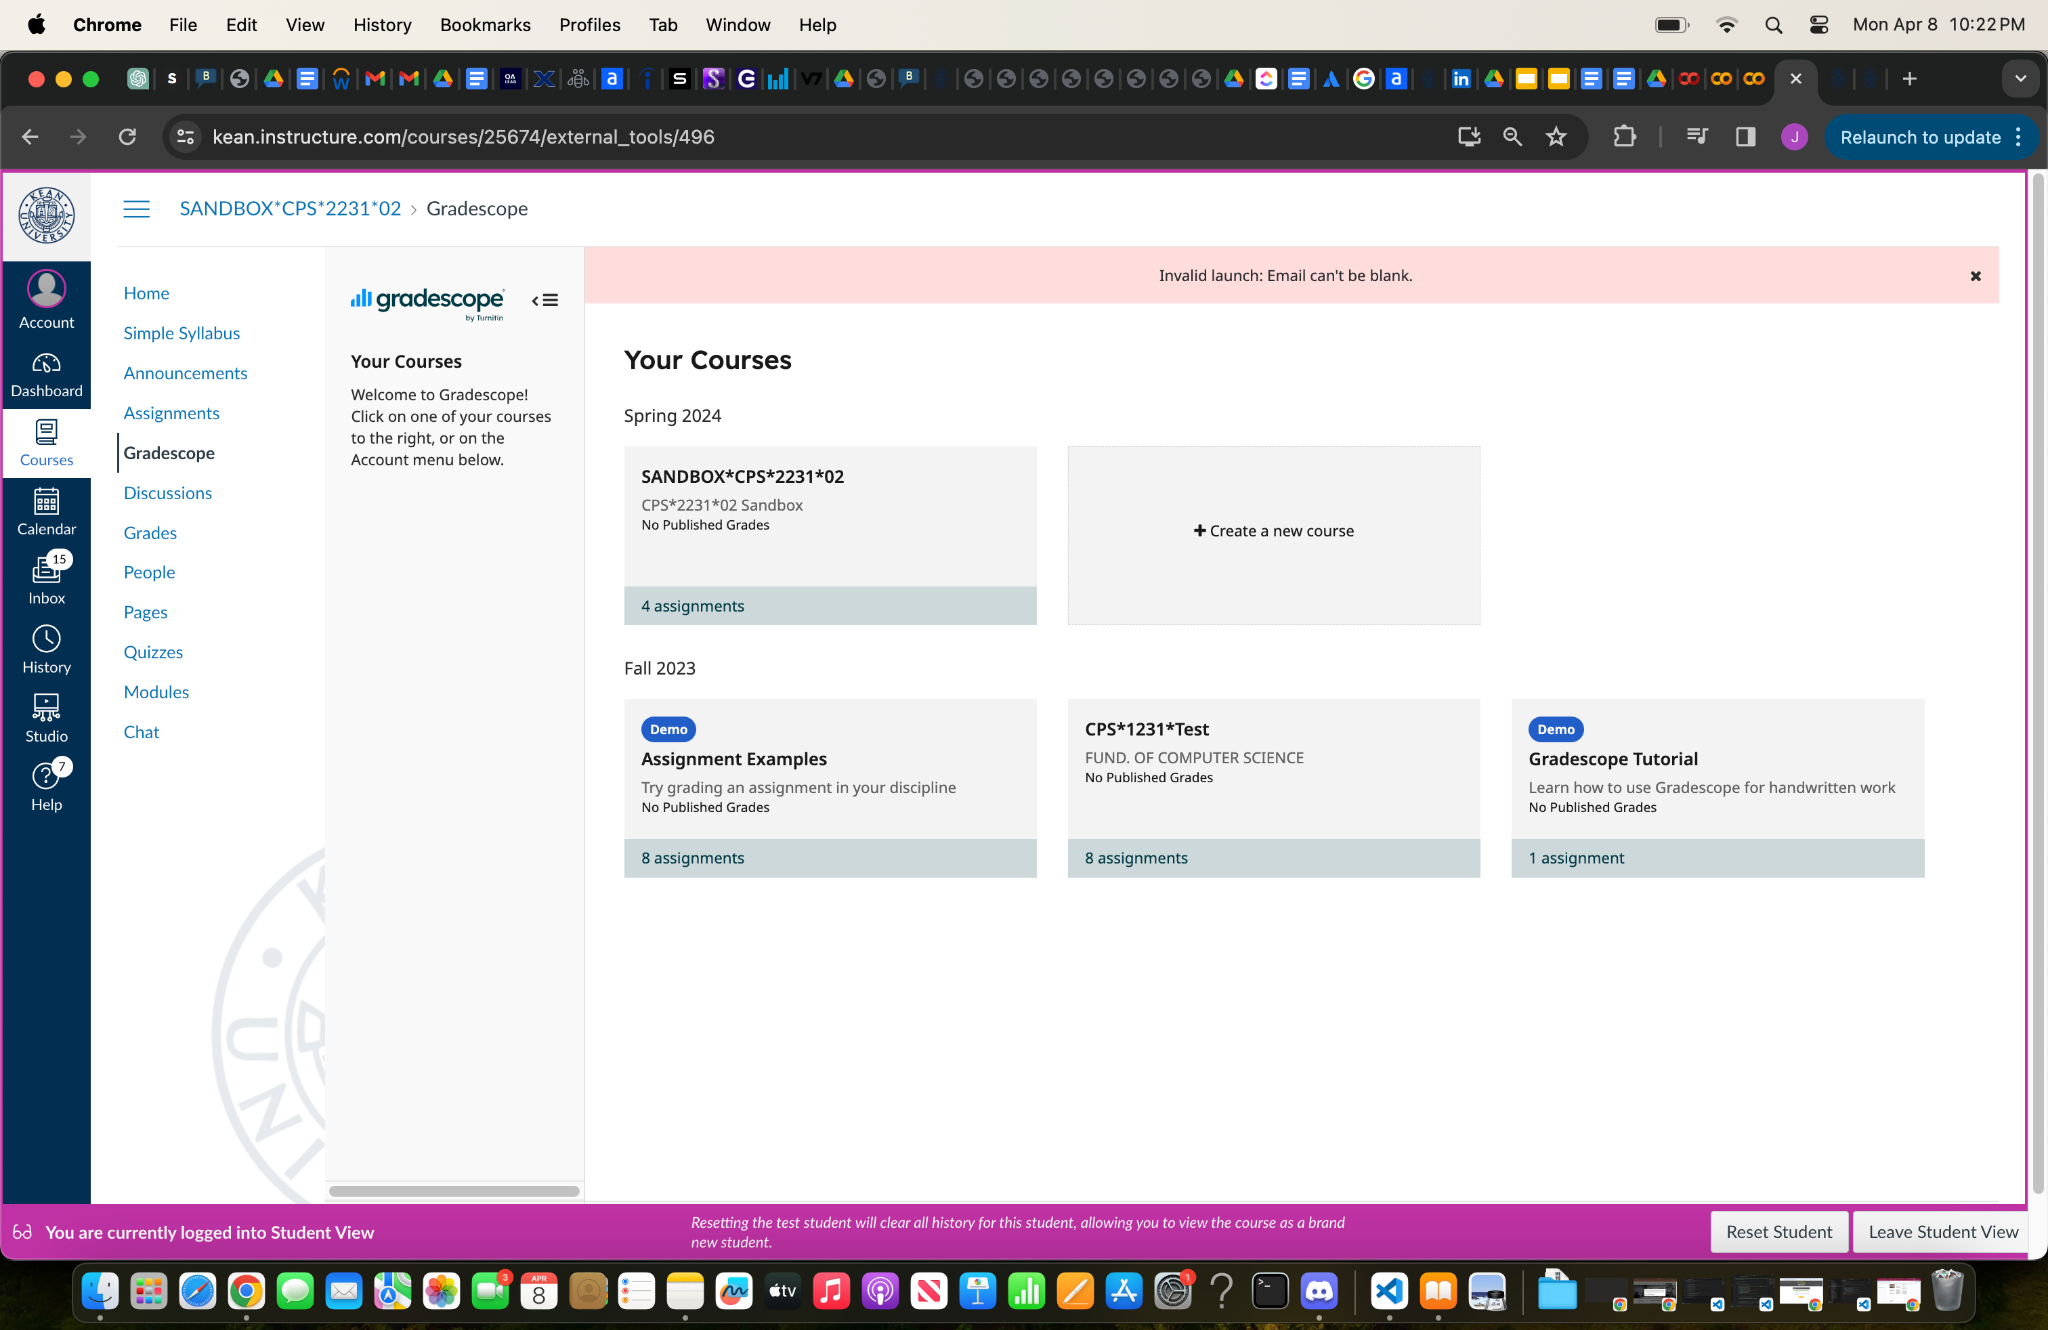 Chrome File Edit View History Bookmarks Profiles Tab Window Help Mon Apr 8 10:22 PM
kean.instructure.com/courses/25674/external_tools/496 J Relaunch to update
KEAN UNIVERSITY
SANDBOX*CPS*2231*02 › Gradescope
Account
Dashboard
Courses
Calendar
15
Inbox
History
Studio
7
Help
Home
Simple Syllabus
Announcements
Assignments
Gradescope
Discussions
Grades
People
Pages
Quizzes
Modules
Chat
gradescope
by Turnitin
Your Courses
Welcome to Gradescope!
Click on one of your courses
to the right, or on the
Account menu below.
Invalid launch: Email can't be blank.
Your Courses
Spring 2024
SANDBOX*CPS*2231*02
CPS*2231*02 Sandbox
No Published Grades
4 assignments
+ Create a new course
Fall 2023
Demo
Assignment Examples
Try grading an assignment in your discipline
No Published Grades
8 assignments
CPS*1231*Test
FUND. OF COMPUTER SCIENCE
No Published Grades
8 assignments
Demo
Gradescope Tutorial
Learn how to use Gradescope for handwritten work
No Published Grades
1 assignment
You are currently logged into Student View
Resetting the test student will clear all history for this student, allowing you to view the course as a brand
new student.
Reset Student
Leave Student View
3
APR
8
tv
1